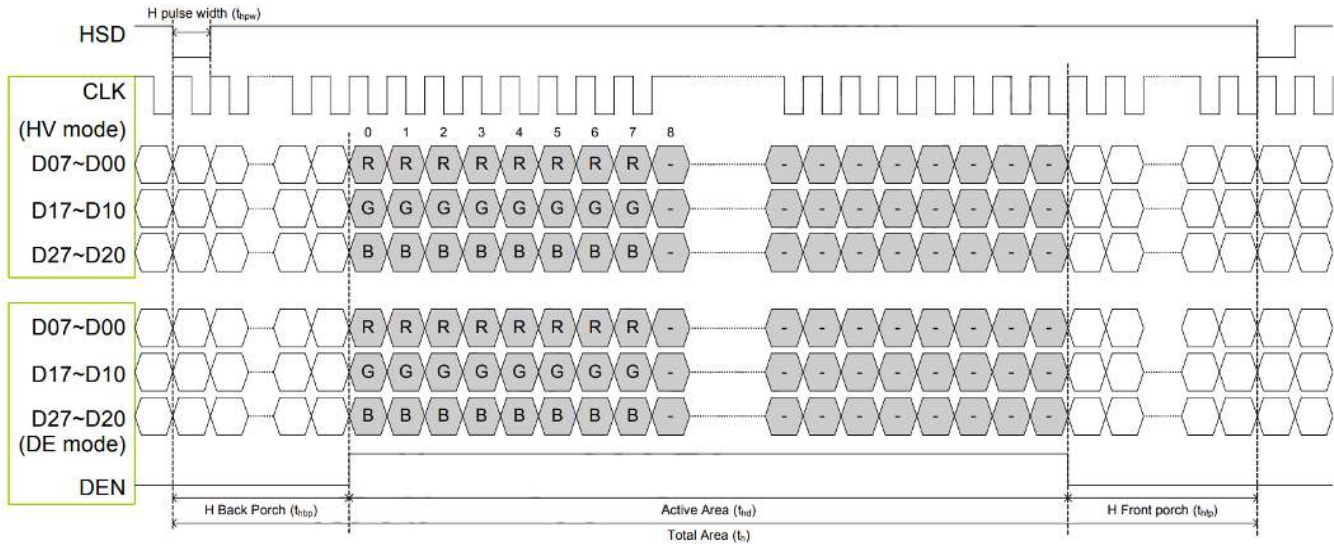 H pulse width (thpw)
HSD
CLK
(HV mode)
0 1 2 3 4 5 6 7 8
D07~D00 R R R R R R R R - - - - - - - - -
D17~D10 G G G G G G G G - - - - - - - - -
D27~D20 B B B B B B B B - - - - - - - - -
D07~D00 R R R R R R R R - - - - - - - - -
D17~D10 G G G G G G G G - - - - - - - - -
D27~D20 B B B B B B B B - - - - - - - - -
(DE mode)
DEN
H Back Porch (thbp) Active Area (thd) H Front porch (thfp)
Total Area (th)